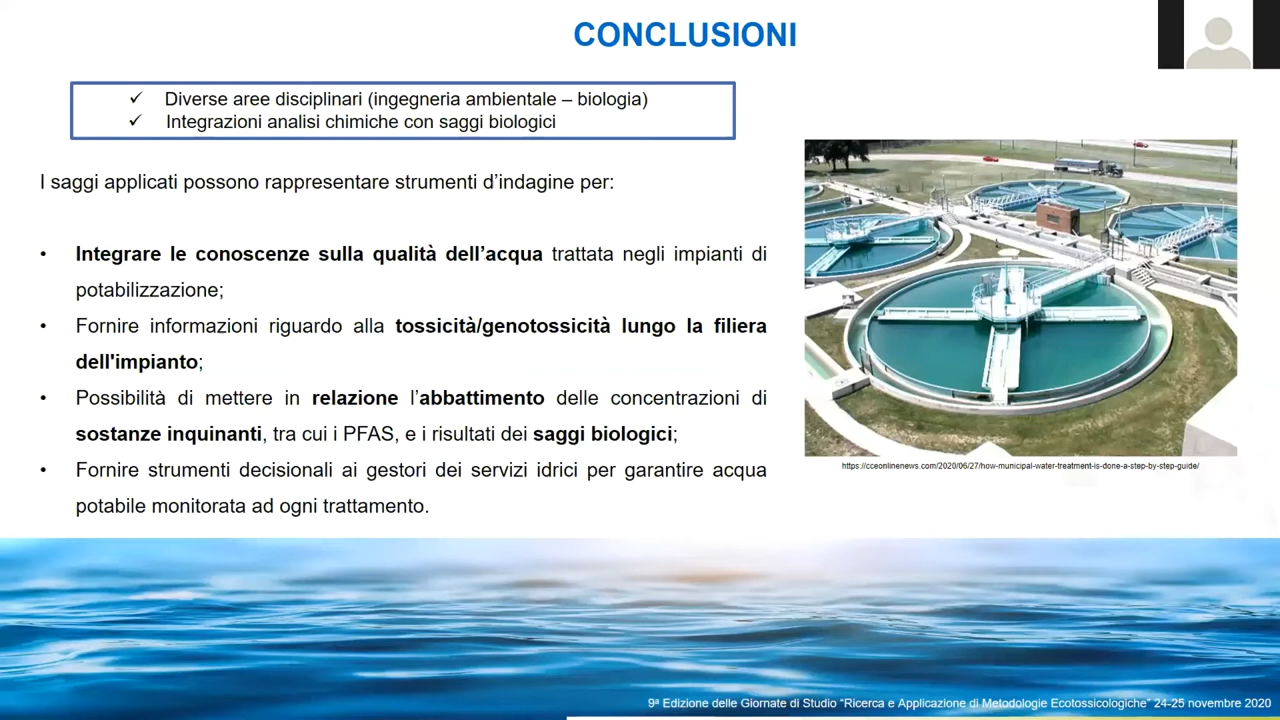 CONCLUSIONI
✓ Diverse aree disciplinari (ingegneria ambientale – biologia)
✓ Integrazioni analisi chimiche con saggi biologici
I saggi applicati possono rappresentare strumenti d’indagine per:
• Integrare le conoscenze sulla qualità dell’acqua trattata negli impianti di
potabilizzazione;
• Fornire informazioni riguardo alla tossicità/genotossicità lungo la filiera
dell'impianto;
• Possibilità di mettere in relazione l’abbattimento delle concentrazioni di
sostanze inquinanti, tra cui i PFAS, e i risultati dei saggi biologici;
• Fornire strumenti decisionali ai gestori dei servizi idrici per garantire acqua
potabile monitorata ad ogni trattamento.
https://cceonlinenews.com/2020/06/27/how-municipal-water-treatment-is-done-a-step-by-step-guide/
9ª Edizione delle Giornate di Studio “Ricerca e Applicazione di Metodologie Ecotossicologiche” 24-25 novembre 2020